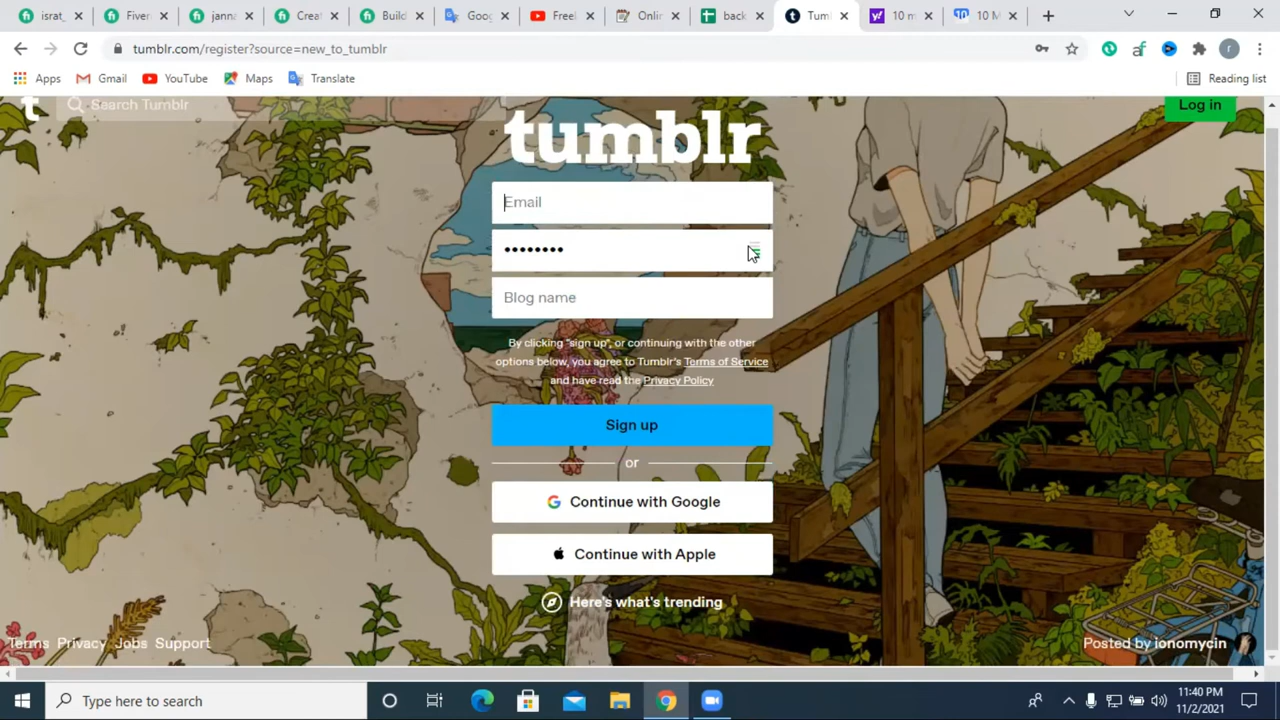 israt_
Fiver
janna
Creat
Build
Goog
Freel
Onlin
back
Tuml
10 m
10 M
tumblr.com/register?source=new_to_tumblr
r
Apps
Gmail
YouTube
Maps
Translate
Reading list
t
Search Tumblr
Log in
tumblr
Email
••••••••
Blog name
By clicking "sign up", or continuing with the other
options below, you agree to Tumblr's Terms of Service
and have read the Privacy Policy
Sign up
or
Continue with Google
Continue with Apple
Here's what's trending
Terms Privacy Jobs Support
Posted by ionomycin
Type here to search
11:40 PM
11/2/2021